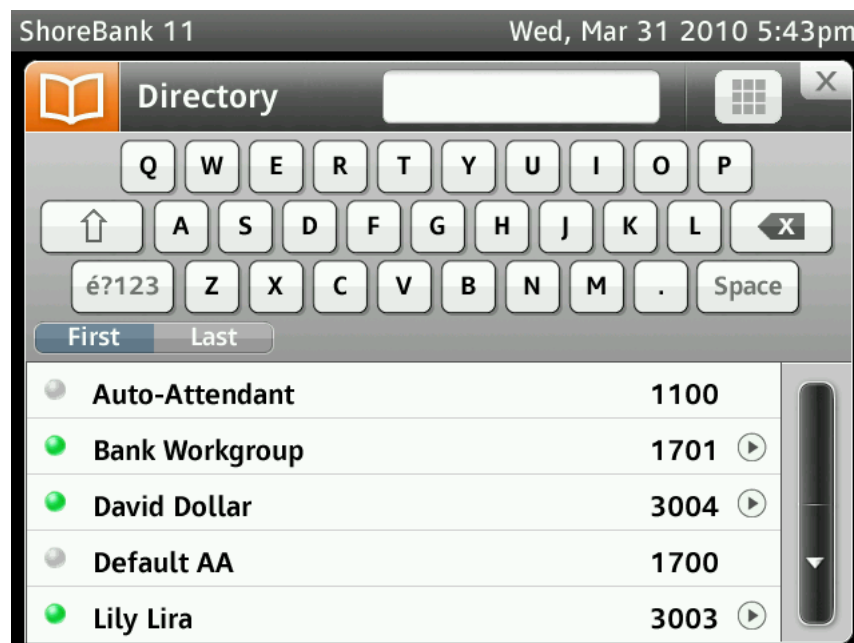 ShoreBank 11 Wed, Mar 31 2010 5:43pm
Directory X
Q W E R T Y U I O P
A S D F G H J K L X
é?123 Z X C V B N M . Space
First Last
Auto-Attendant 1100
Bank Workgroup 1701
David Dollar 3004
Default AA 1700
Lily Lira 3003